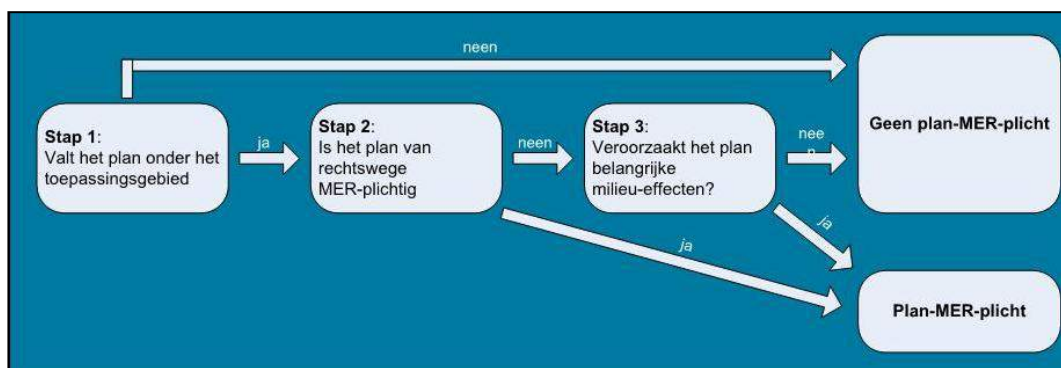 neen
Stap 1:
Valt het plan onder het
toepassingsgebied
ja
Stap 2:
Is het plan van
rechtswege
MER-plichtig
neen
Stap 3:
Veroorzaakt het plan
belangrijke
milieu-effecten?
nee
n
Geen plan-MER-plicht
ja
ja
Plan-MER-plicht